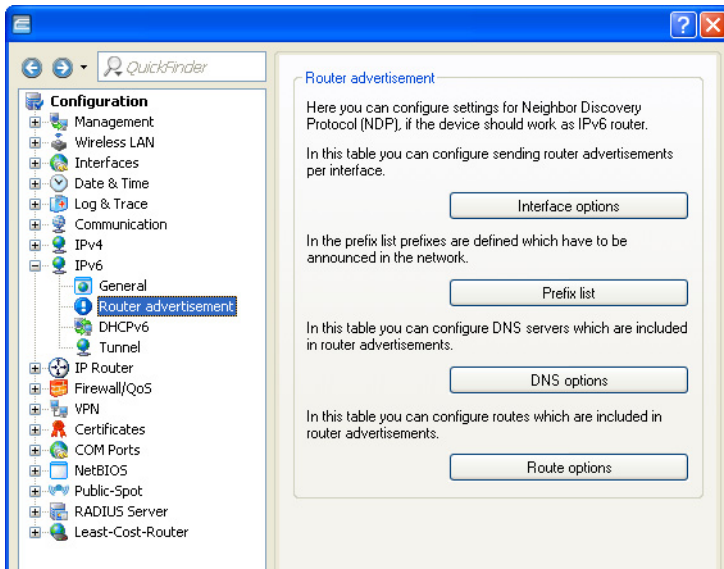 QuickFinder
Configuration
Management
Wireless LAN
Interfaces
Date & Time
Log & Trace
Communication
IPv4
IPv6
General
Router advertisement
DHCPv6
Tunnel
IP Router
Firewall/QoS
VPN
Certificates
COM Ports
NetBIOS
Public-Spot
RADIUS Server
Least-Cost-Router
Router advertisement
Here you can configure settings for Neighbor Discovery
Protocol (NDP), if the device should work as IPv6 router.
In this table you can configure sending router advertisements
per interface.
Interface options
In the prefix list prefixes are defined which have to be
announced in the network.
Prefix list
In this table you can configure DNS servers which are included
in router advertisements.
DNS options
In this table you can configure routes which are included in
router advertisements.
Route options